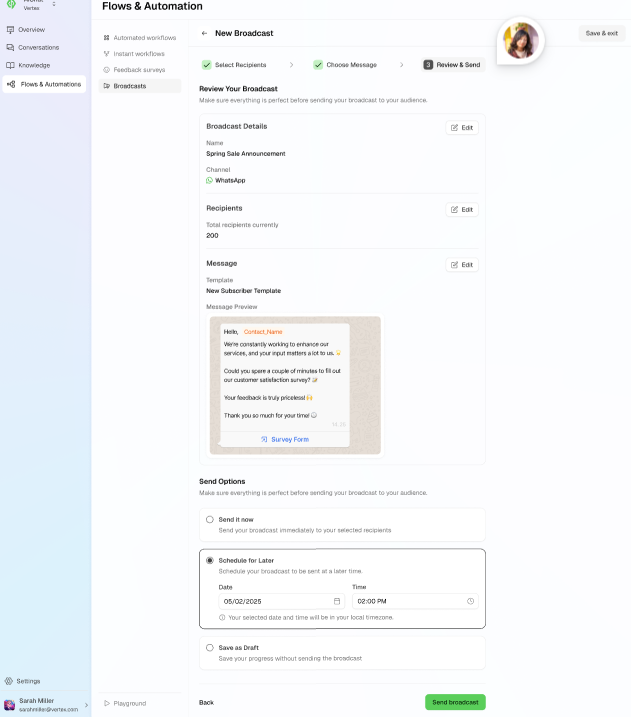 Vertex
Overview
Conversations
Knowledge
Flows & Automations
Flows & Automation
Automated workflows
Instant workflows
Feedback surveys
Broadcasts
New Broadcast
Save & exit
Select Recipients
Choose Message
3 Review & Send
Review Your Broadcast
Make sure everything is perfect before sending your broadcast to your audience.
Broadcast Details
Edit
Name
Spring Sale Announcement
Channel
WhatsApp
Recipients
Edit
Total recipients currently
200
Message
Edit
Template
New Subscriber Template
Message Preview
Hello, Contact_Name
We're constantly working to enhance our
services, and your input matters a lot to us.
Could you spare a couple of minutes to fill out
our customer satisfaction survey?
Your feedback is truly priceless!
Thank you so much for your time!
Survey Form
Send Options
Make sure everything is perfect before sending your broadcast to your audience.
Send it now
Send your broadcast immediately to your selected recipients
Schedule for Later
Schedule your broadcast to be sent at a later time.
Date
Time
05/02/2025
02:00 PM
Your selected date and time will be in your local timezone.
Save as Draft
Save your progress without sending the broadcast
Settings
Sarah Miller
sarahmiller@vertex.com
Playground
Back
Send broadcast